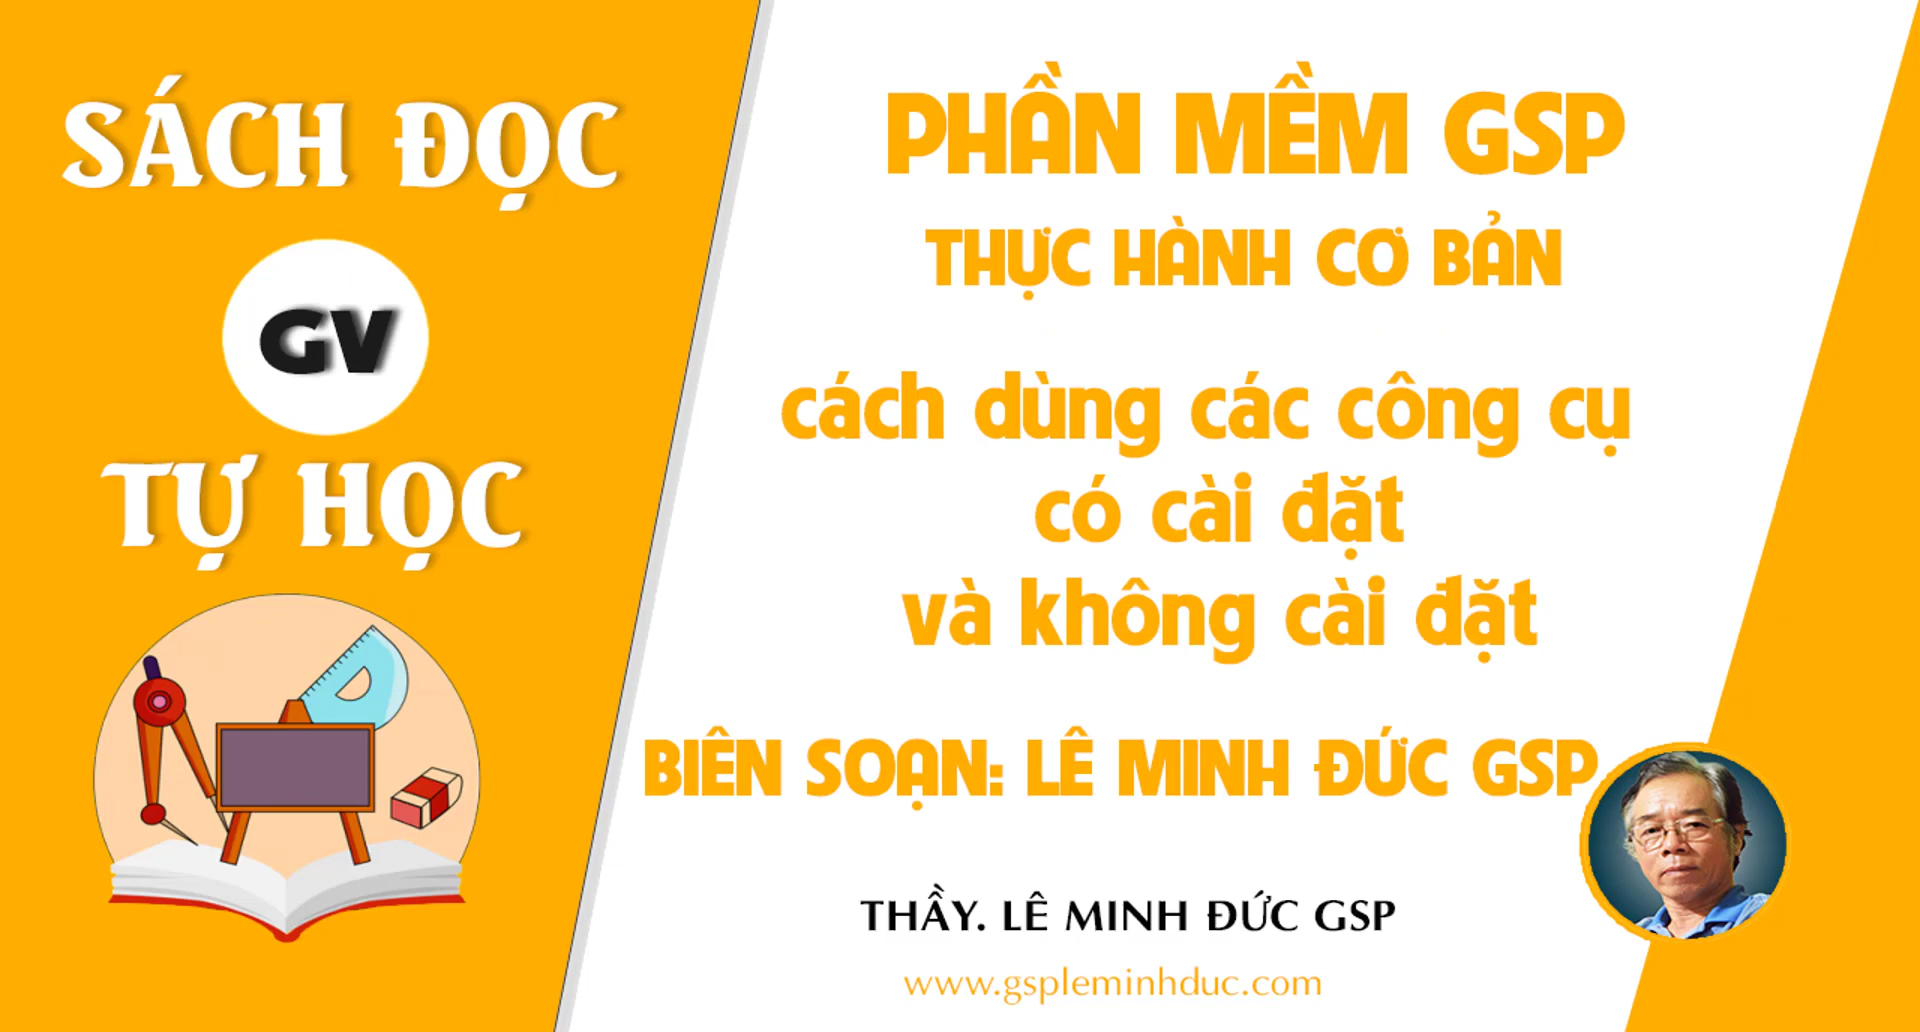 SÁCH ĐỌC
GV
TỰ HỌC
PHẦN MỀM GSP
THỰC HÀNH CƠ BẢN
cách dùng các công cụ
có cài đặt
và không cài đặt
BIÊN SOẠN: LÊ MINH ĐỨC GSP
THẦY. LÊ MINH ĐỨC GSP
www.gspleminhduc.com